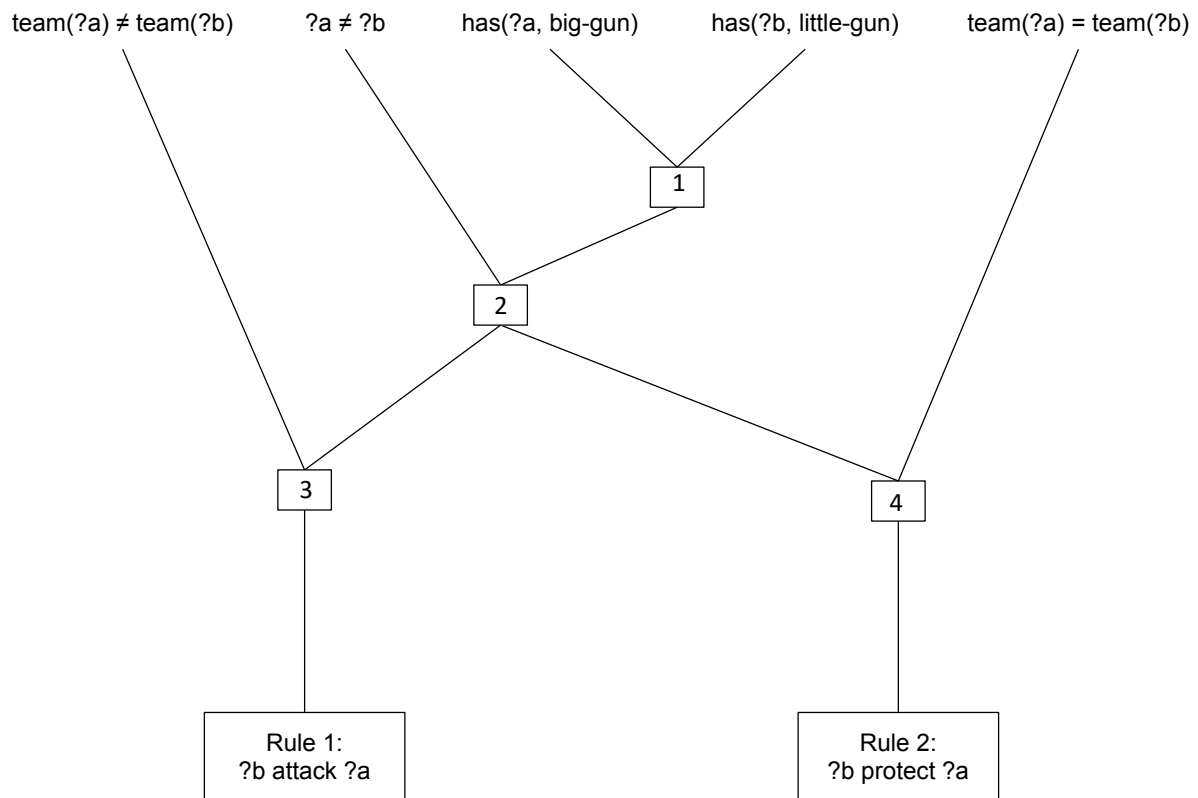 team(?a) ≠ team(?b)
?a ≠ ?b
has(?a, big-gun)
has(?b, little-gun)
team(?a) = team(?b)
1
2
3
4
Rule 1:
?b attack ?a
Rule 2:
?b protect ?a